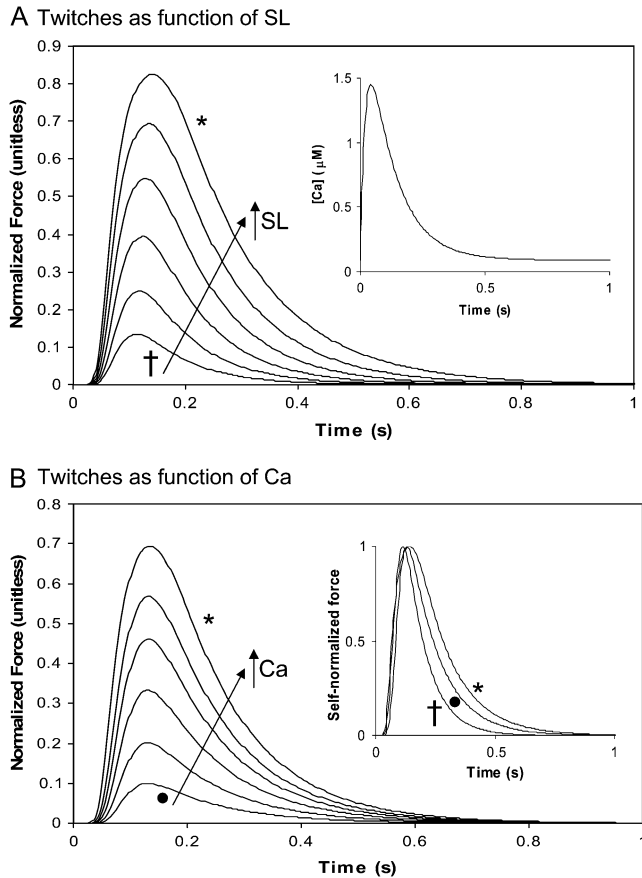 A Twitches as function of SL
Normalized Force (unitless)
0.9
0.8
0.7
0.6
0.5
0.4
0.3
0.2
0.1
0
0 0.2 0.4 0.6 0.8 1
Time (s)
*
SL
†
[Ca] (μM)
1.5
1
0.5
0
0 0.5 1
Time (s)
B Twitches as function of Ca
Normalized Force (unitless)
0.8
0.7
0.6
0.5
0.4
0.3
0.2
0.1
0
0 0.2 0.4 0.6 0.8 1
Time (s)
*
Ca
Self-normalized force
1
0.5
0
0 0.5 1
Time (s)
† *